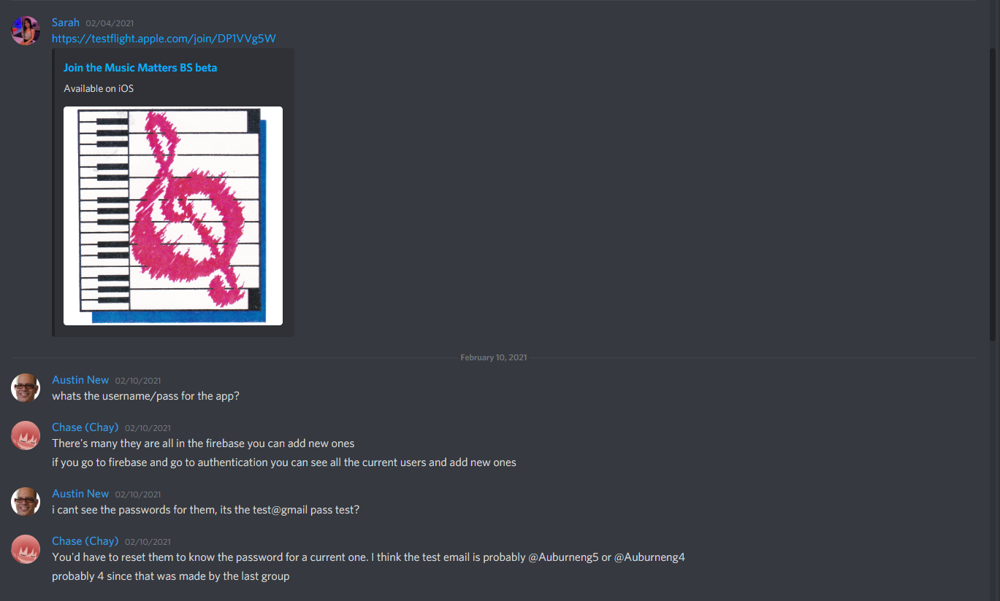 Sarah 02/04/2021
https://testflight.apple.com/join/DP1VVg5W
Join the Music Matters BS beta
Available on iOS
February 10, 2021
Austin New 02/10/2021
whats the username/pass for the app?
Chase (Chay) 02/10/2021
There's many they are all in the firebase you can add new ones
if you go to firebase and go to authentication you can see all the current users and add new ones
Austin New 02/10/2021
i cant see the passwords for them, its the test@gmail pass test?
Chase (Chay) 02/10/2021
You'd have to reset them to know the password for a current one. I think the test email is probably @Auburneng5 or @Auburneng4
probably 4 since that was made by the last group